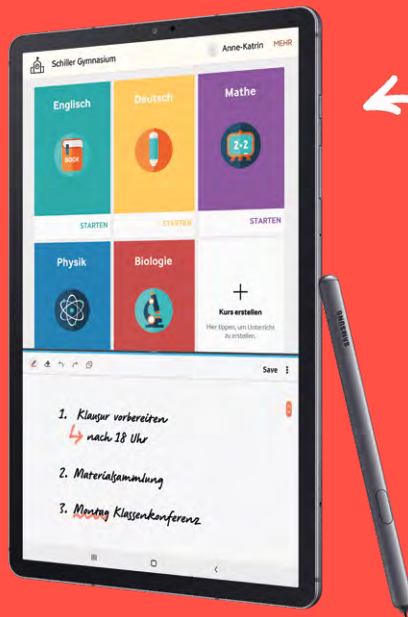 Schiller Gymnasium
Anne-Katrin MEHR
Englisch
Deutsch
Mathe
BOOK
2·2
STARTEN
STARTEN
STARTEN
Physik
Biologie
Kurs erstellen
Hier tippen, um Unterricht
zu erstellen.
Save
1. Klausur vorbereiten
nach 18 Uhr
2. Materialsammlung
3. Montag Klassenkonferenz
SAMSUNG